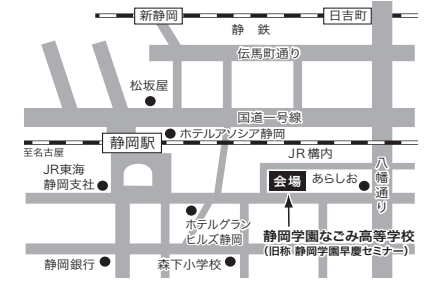 新静岡
日吉町
静 鉄
伝馬町通り
松坂屋
国道一号線
ホテルアソシア静岡
静岡駅
至名古屋
JR構内
八幡通り
JR東海
静岡支社
会場
あらしお
ホテルグラン
ヒルズ静岡
静岡学園なごみ高等学校
(旧称 静岡学園早慶セミナー)
静岡銀行
森下小学校